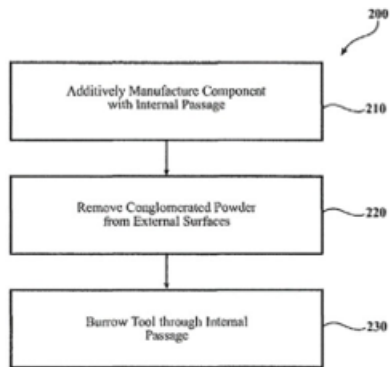 200
Additively Manufacture Component
with Internal Passage
210
Remove Conglomerated Powder
from External Surfaces
220
Burrow Tool through Internal
Passage
230